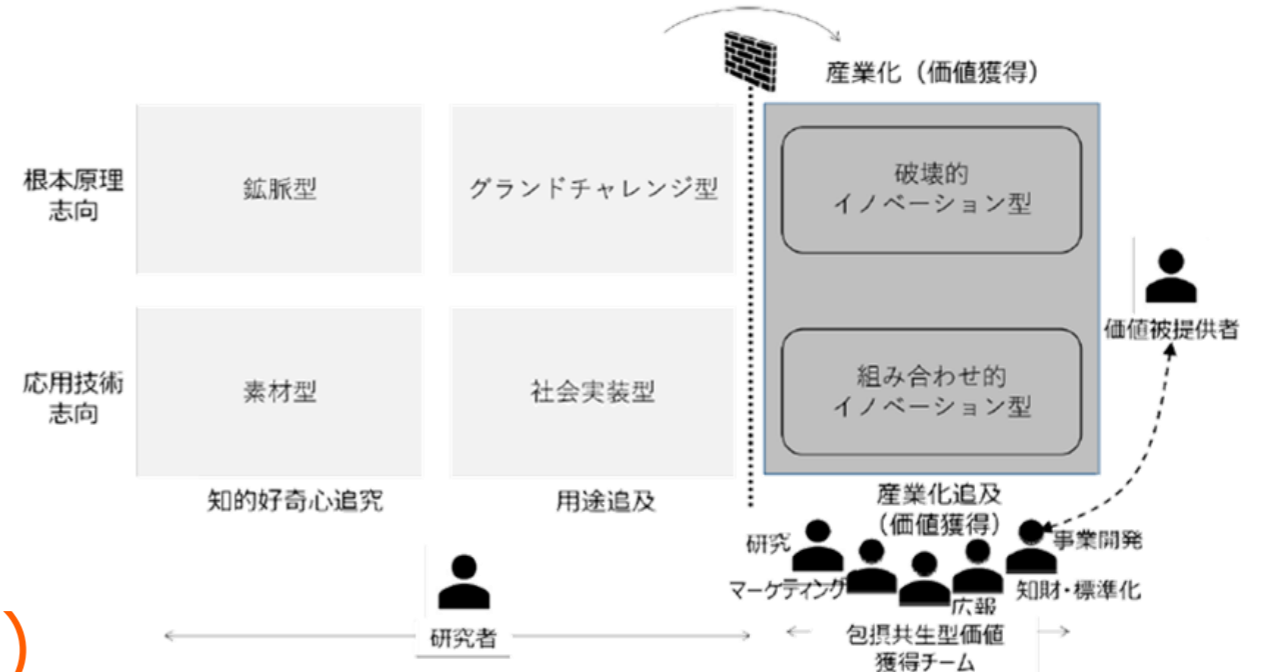 産業化（価値獲得）
根本原理
志向
鉱脈型
グランドチャレンジ型
破壊的
イノベーション型
価値被提供者
応用技術
志向
素材型
社会実装型
組み合わせ的
イノベーション型
知的好奇心追究
用途追及
産業化追及
（価値獲得）
研究
事業開発
マーケティング
広報
知財・標準化
研究者
包摂共生型価値
獲得チーム
)